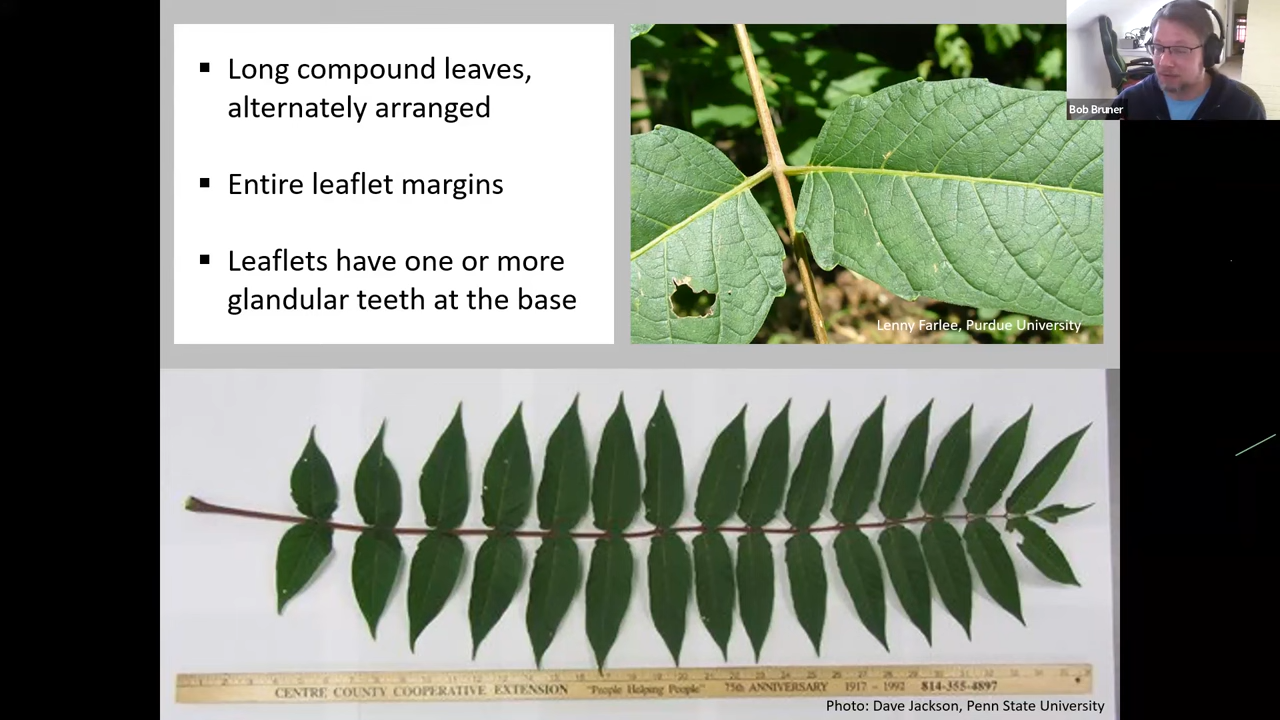 ▪ Long compound leaves,
alternately arranged
▪ Entire leaflet margins
▪ Leaflets have one or more
glandular teeth at the base
Bob Bruner
Lenny Farlee, Purdue University
CENTRE COUNTY COOPERATIVE EXTENSION "People Helping People" 75th ANNIVERSARY 1917 – 1992 814-355-4897
Photo: Dave Jackson, Penn State University